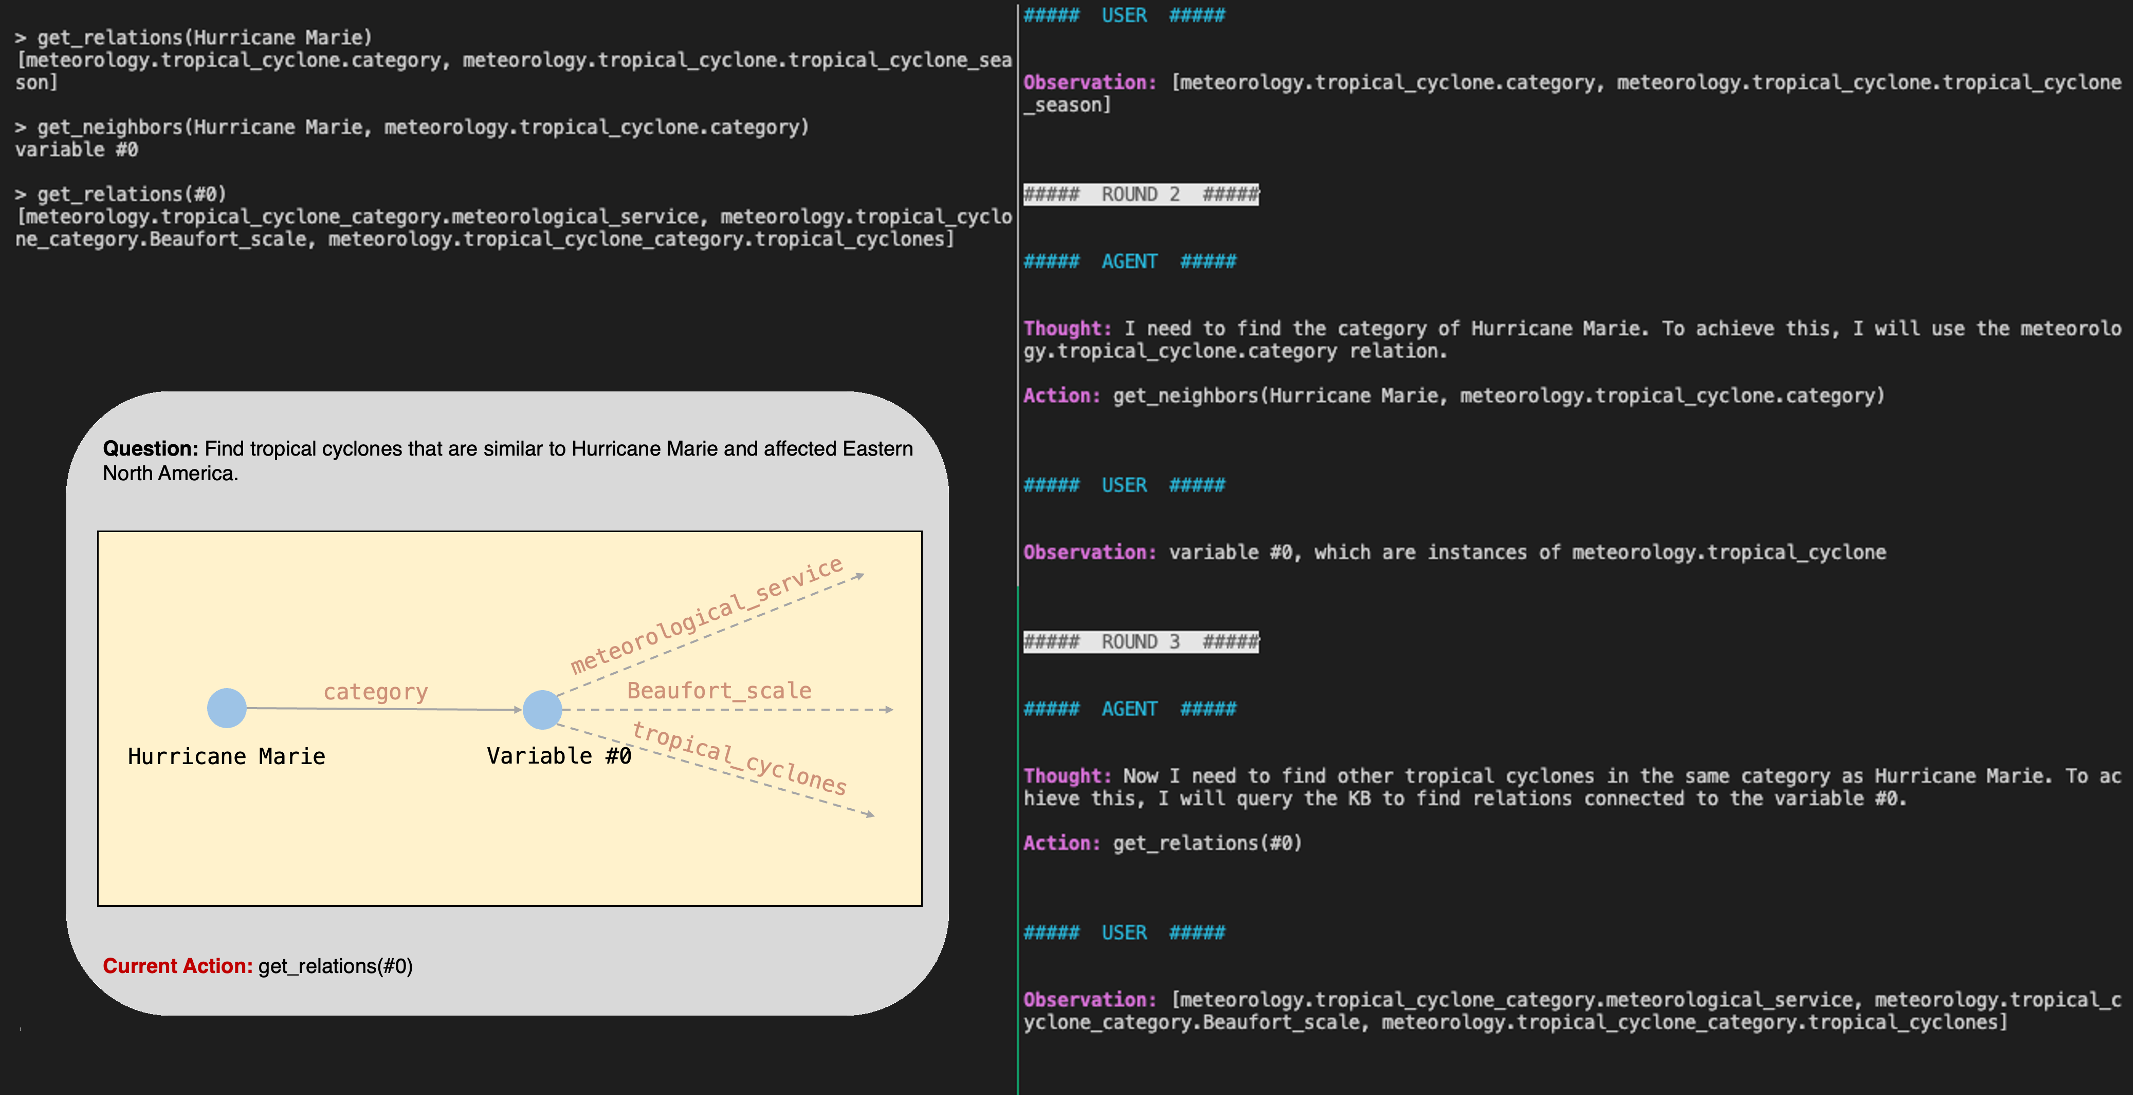 > get_relations(Hurricane Marie)
[meteorology.tropical_cyclone.category, meteorology.tropical_cyclone.tropical_cyclone_sea
son]
> get_neighbors(Hurricane Marie, meteorology.tropical_cyclone.category)
variable #0
> get_relations(#0)
[meteorology.tropical_cyclone_category.meteorological_service, meteorology.tropical_cyclo
ne_category.Beaufort_scale, meteorology.tropical_cyclone_category.tropical_cyclones]
Question: Find tropical cyclones that are similar to Hurricane Marie and affected Eastern
North America.
meteorological_service
category
Beaufort_scale
tropical_cyclones
Hurricane Marie
Variable #0
Current Action: get_relations(#0)
##### USER #####
Observation: [meteorology.tropical_cyclone.category, meteorology.tropical_cyclone.tropical_cyclone
_season]
##### ROUND 2 #####
##### AGENT #####
Thought: I need to find the category of Hurricane Marie. To achieve this, I will use the meteorolo
gy.tropical_cyclone.category relation.
Action: get_neighbors(Hurricane Marie, meteorology.tropical_cyclone.category)
##### USER #####
Observation: variable #0, which are instances of meteorology.tropical_cyclone
##### ROUND 3 #####
##### AGENT #####
Thought: Now I need to find other tropical cyclones in the same category as Hurricane Marie. To ac
hieve this, I will query the KB to find relations connected to the variable #0.
Action: get_relations(#0)
##### USER #####
Observation: [meteorology.tropical_cyclone_category.meteorological_service, meteorology.tropical_c
yclone_category.Beaufort_scale, meteorology.tropical_cyclone_category.tropical_cyclones]